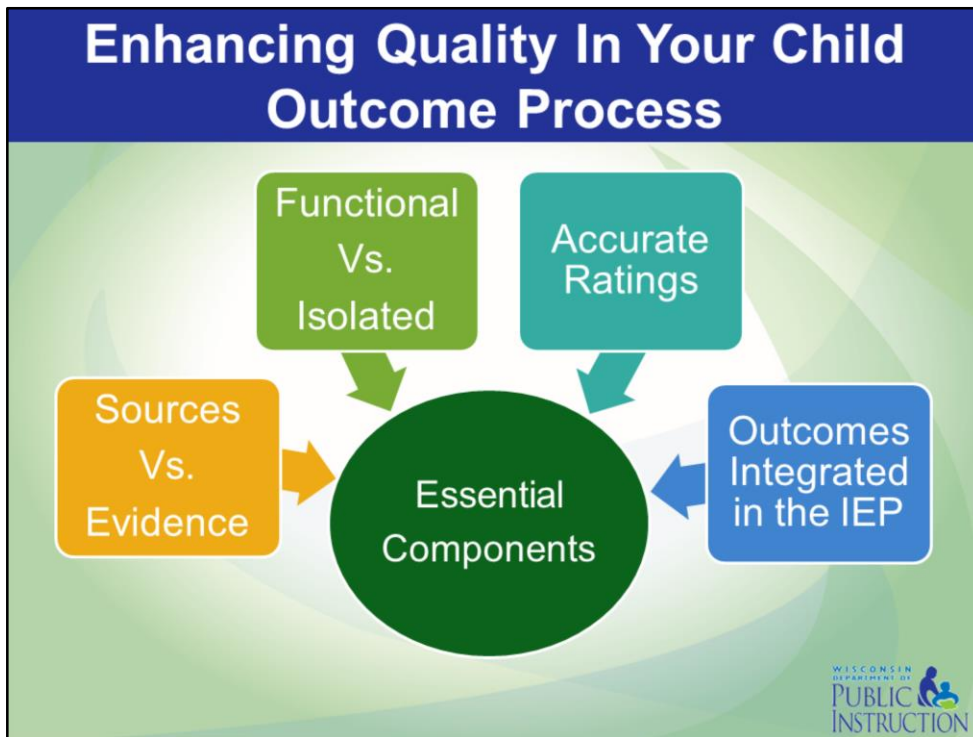 Enhancing Quality In Your Child
Outcome Process
Functional
Vs.
Isolated
Accurate
Ratings
Sources
Vs.
Evidence
Outcomes
Integrated
in the IEP
Essential
Components
WISCONSIN
DEPARTMENT OF
PUBLIC
INSTRUCTION